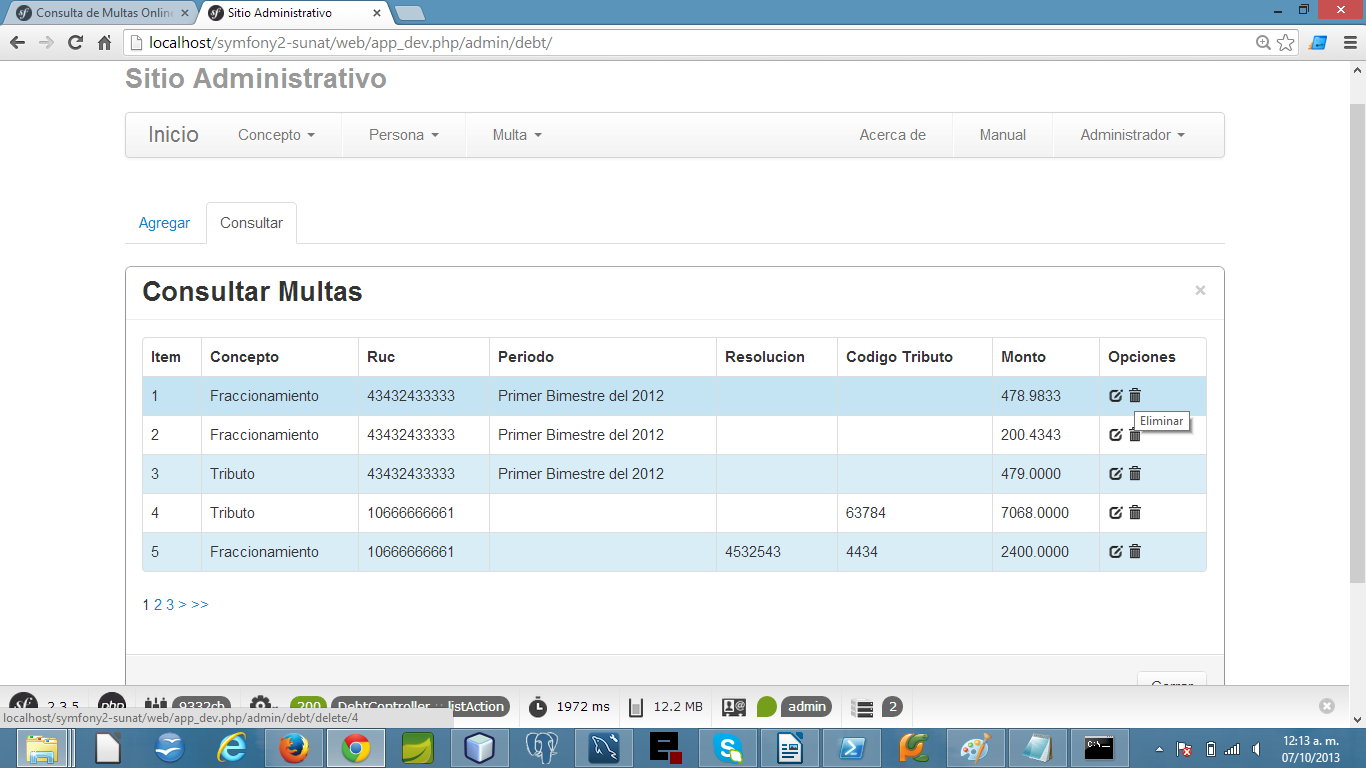 Consulta de Multas Online
Sitio Administrativo
localhost/symfony2-sunat/web/app_dev.php/admin/debt/
Sitio Administrativo
Inicio Concepto Persona Multa Acerca de Manual Administrador
Agregar Consultar
Consultar Multas ×
Item Concepto Ruc Periodo Resolucion Codigo Tributo Monto Opciones
1 Fraccionamiento 43432433333 Primer Bimestre del 2012 478.9833
Eliminar
2 Fraccionamiento 43432433333 Primer Bimestre del 2012 200.4343
3 Tributo 43432433333 Primer Bimestre del 2012 479.0000
4 Tributo 10666666661 63784 7068.0000
5 Fraccionamiento 10666666661 4532543 4434 2400.0000
1 2 3 > >>
Cerrar
sf 2.3.5 php 9332cb 200 DebtController :: listAction 1972 ms 12.2 MB admin 2
localhost/symfony2-sunat/web/app_dev.php/admin/debt/delete/4
12:13 a. m.
07/10/2013